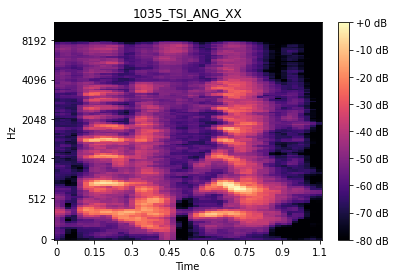 1035_TSI_ANG_XX
+0 dB
8192
-10 dB
4096
-20 dB
-30 dB
2048
Hz
-40 dB
1024
-50 dB
512
-60 dB
-70 dB
0
-80 dB
0 0.15 0.3 0.45 0.6 0.75 0.9 1.1
Time